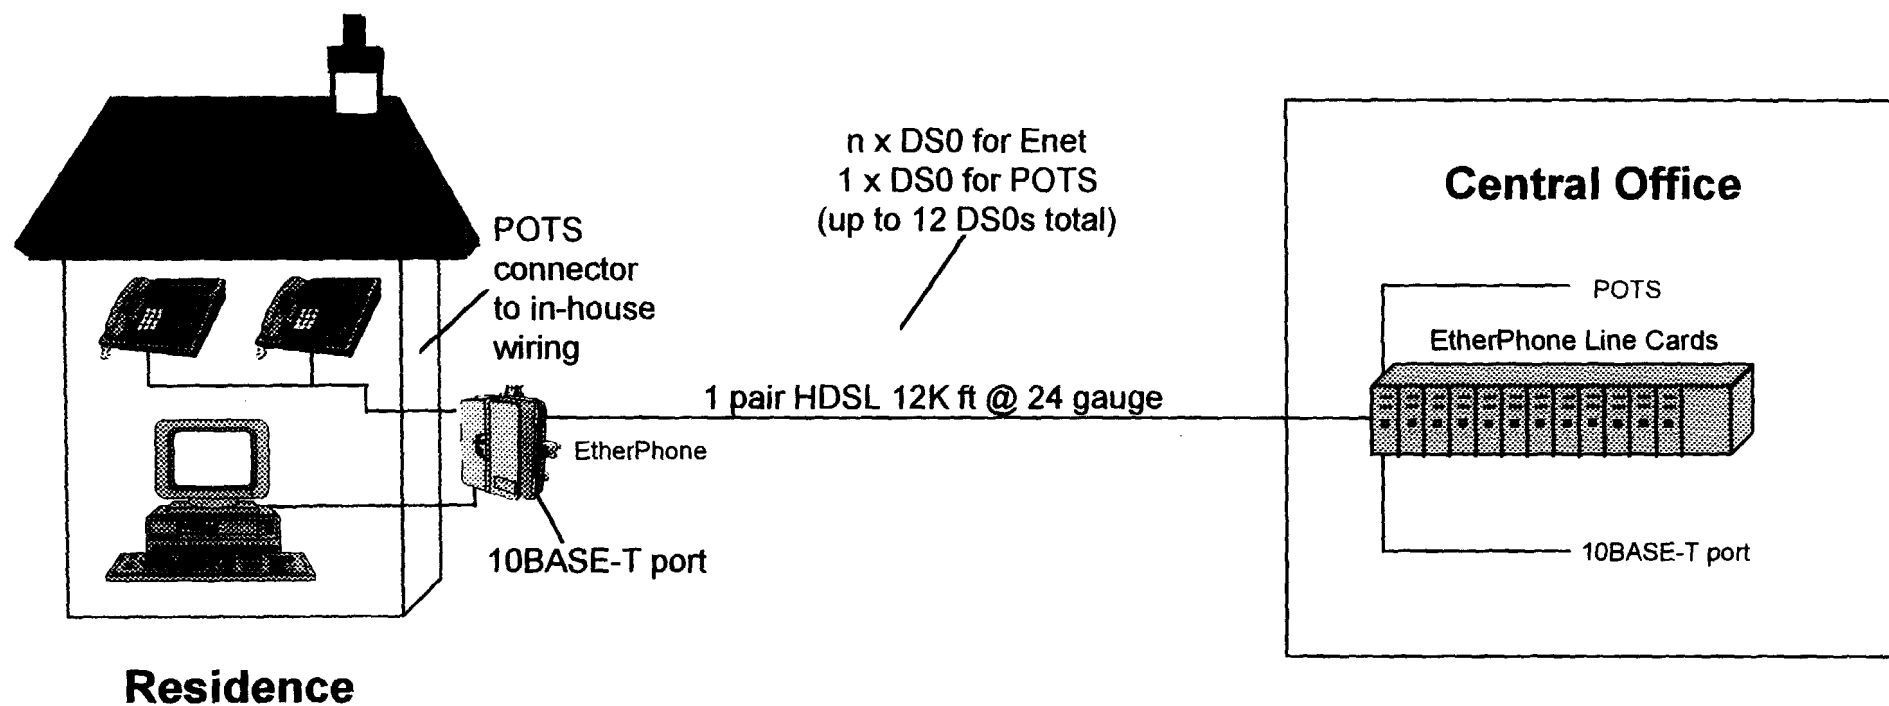 n x DS0 for Enet
1 x DS0 for POTS
(up to 12 DS0s total)
Central Office
POTS
connector
to in-house
wiring
POTS
EtherPhone Line Cards
1 pair HDSL 12K ft @ 24 gauge
EtherPhone
10BASE-T port
10BASE-T port
Residence